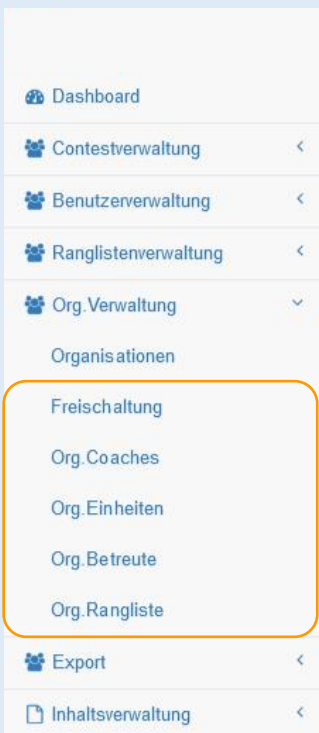 Dashboard
Contestverwaltung
Benutzerverwaltung
Ranglistenverwaltung
Org.Verwaltung
Organisationen
Freischaltung
Org.Coaches
Org.Einheiten
Org.Betreute
Org.Rangliste
Export
Inhaltsverwaltung